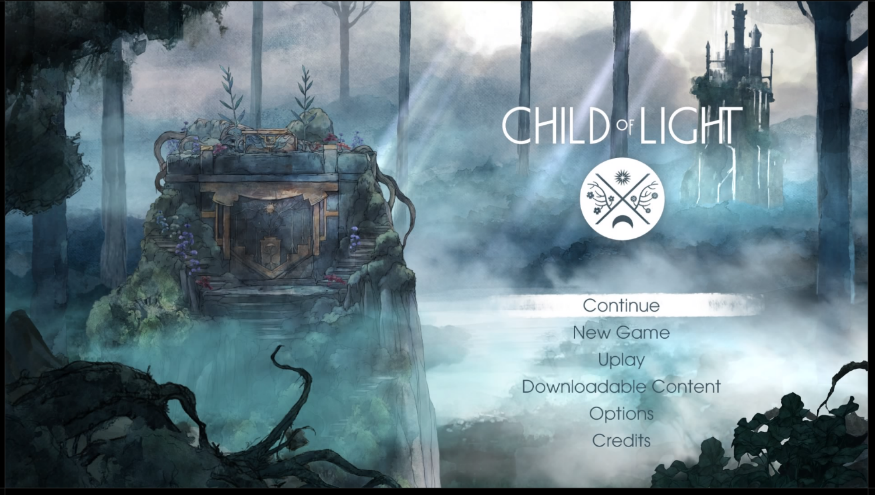 CHILD OF LIGHT
Continue
New Game
Uplay
Downloadable Content
Options
Credits